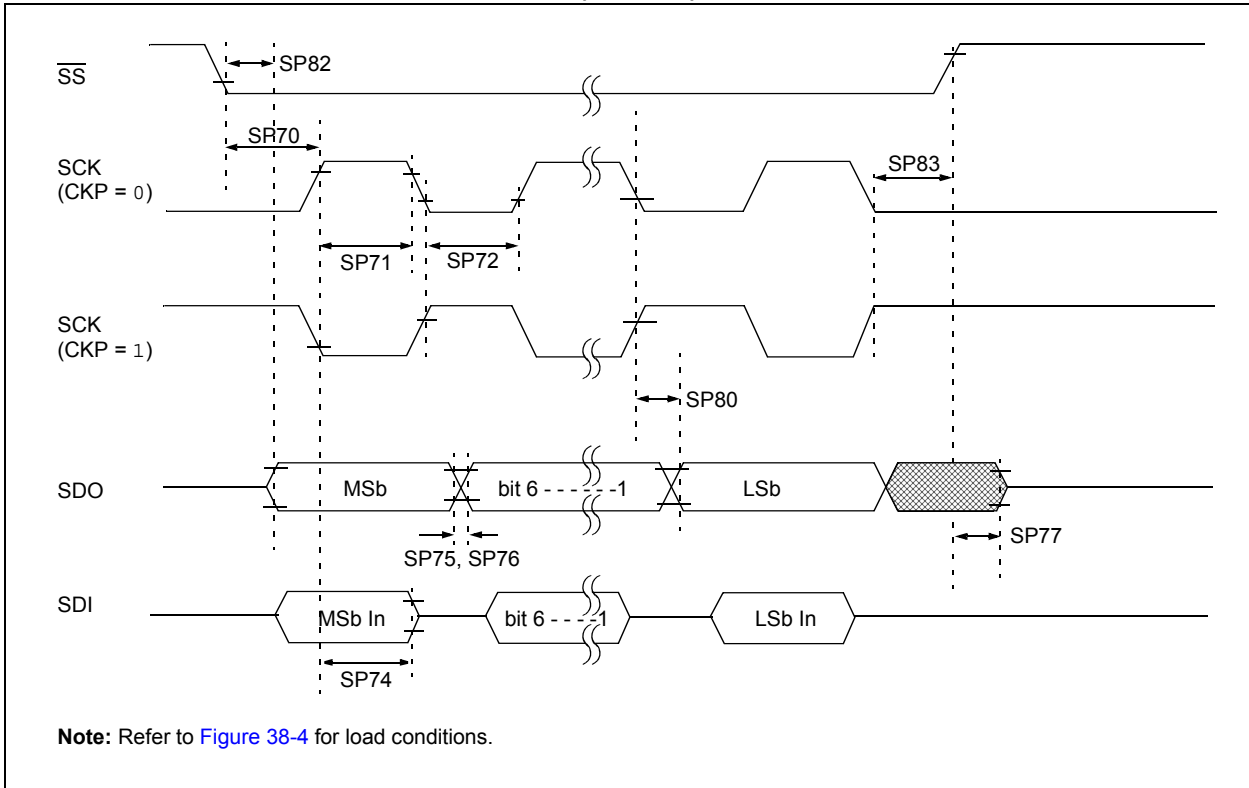 SS
SP82
SP70
SCK
(CKP = 0)
SP83
SP71
SP72
SCK
(CKP = 1)
SP80
SDO
MSb
bit 6 - - - - - -1
LSb
SP75, SP76
SP77
SDI
MSb In
bit 6 - - - -1
LSb In
SP74
Note: Refer to Figure 38-4 for load conditions.